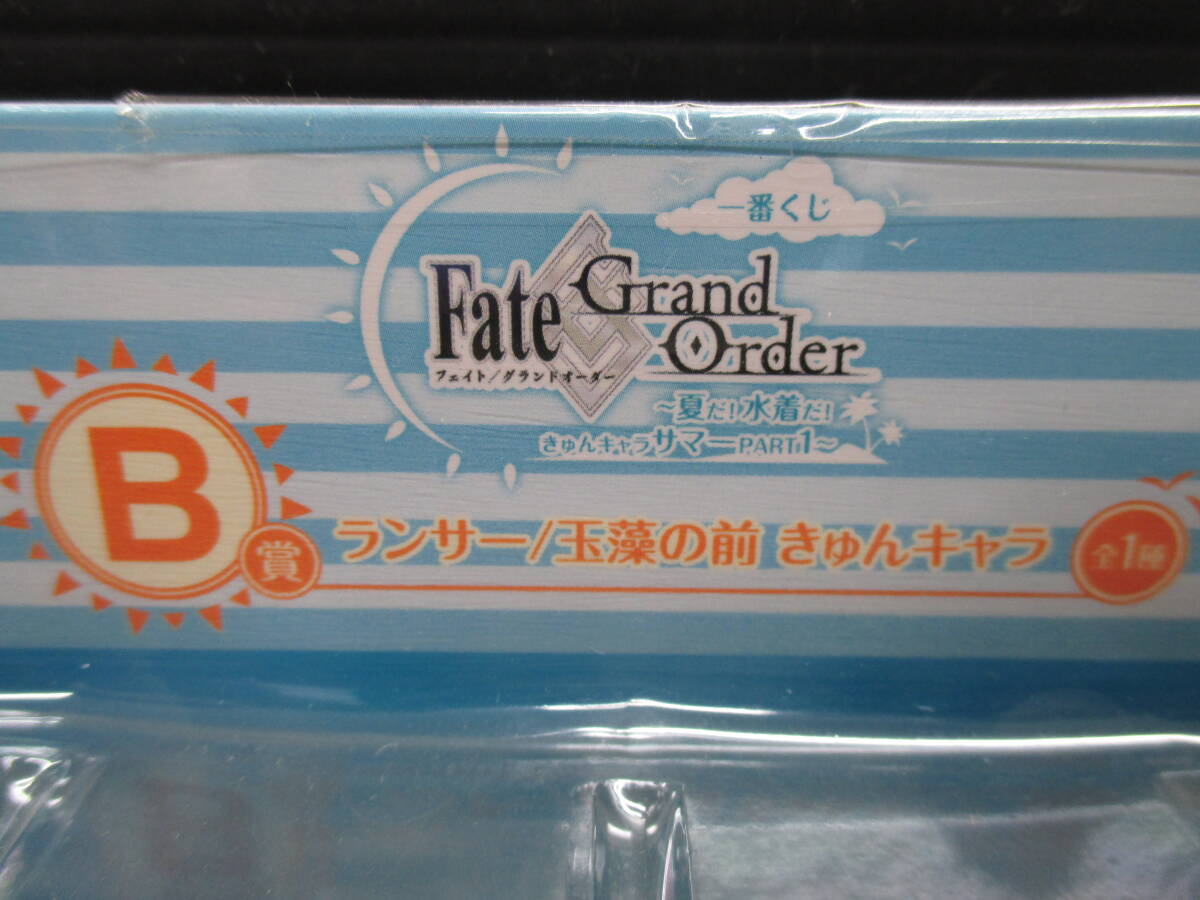 一番くじ
Fate Grand Order
フェイト/グランドオーダー
～夏だ!水着だ!
きゅんキャラサマーPART1～
B賞 ランサー/玉藻の前 きゅんキャラ 全1種